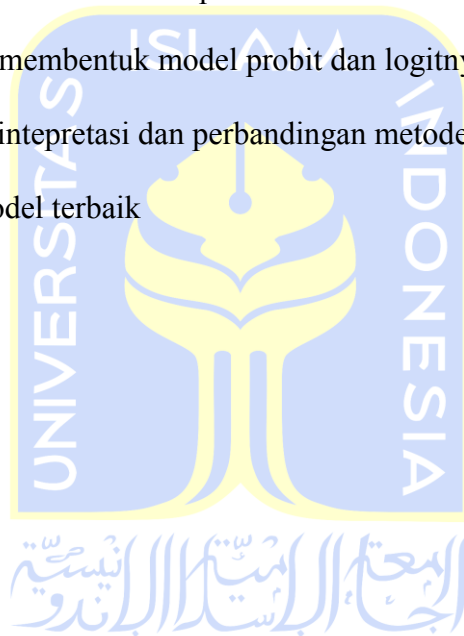 membentuk model probit dan logitny
intepretasi dan perbandingan metode
odel terbaik
ISLAM
UNIVERSITAS
INDONESIA